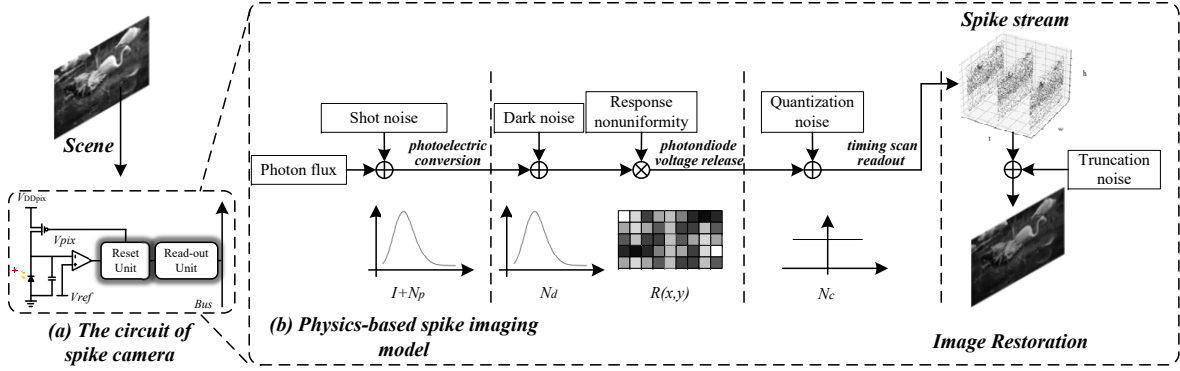 Scene
V_DDpix
Vpix
Reset
Unit
Read-out
Unit
Vref
Bus
(a) The circuit of
spike camera
Photon flux
Shot noise
photoelectric
conversion
Dark noise
Response
nonuniformity
photondiode
voltage release
Quantization
noise
timing scan
readout
Spike stream
h
w
t
Truncation
noise
I+N_p
N_d
R(x,y)
N_c
(b) Physics-based spike imaging
model
Image Restoration